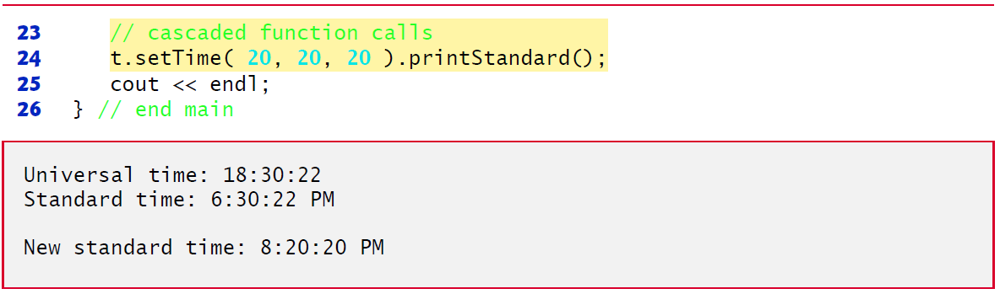 23 // cascaded function calls
24 t.setTime( 20, 20, 20 ).printStandard();
25 cout << endl;
26 } // end main
Universal time: 18:30:22
Standard time: 6:30:22 PM
New standard time: 8:20:20 PM